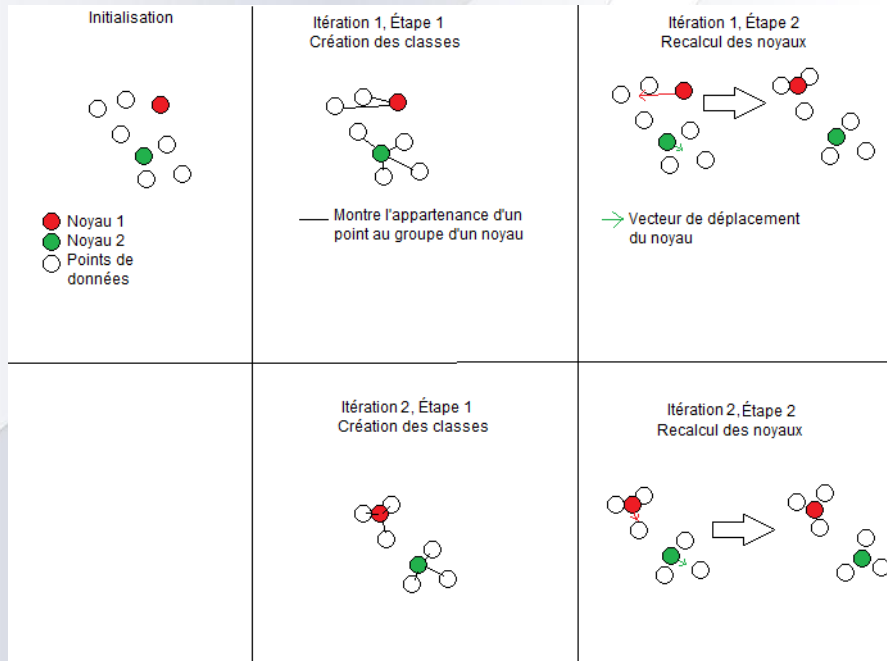 Initialisation
Noyau 1
Noyau 2
Points de
données
Itération 1, Étape 1
Création des classes
Montre l'appartenance d'un
point au groupe d'un noyau
Itération 1, Étape 2
Recalcul des noyaux
Vecteur de déplacement
du noyau
Itération 2, Étape 1
Création des classes
Itération 2, Étape 2
Recalcul des noyaux